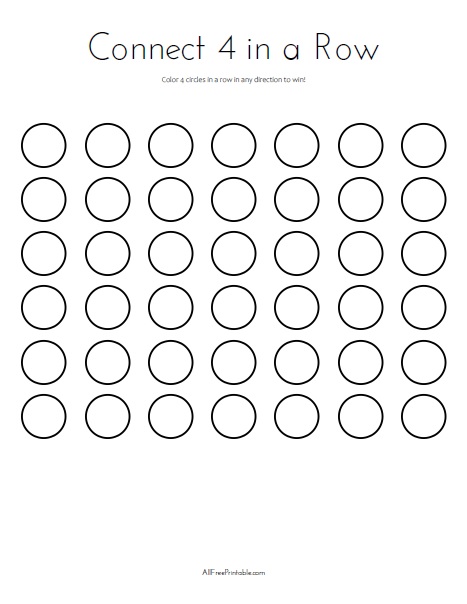 Connect 4 in a Row
Color 4 circles in a row in any direction to win!
AllFreePrintable.com